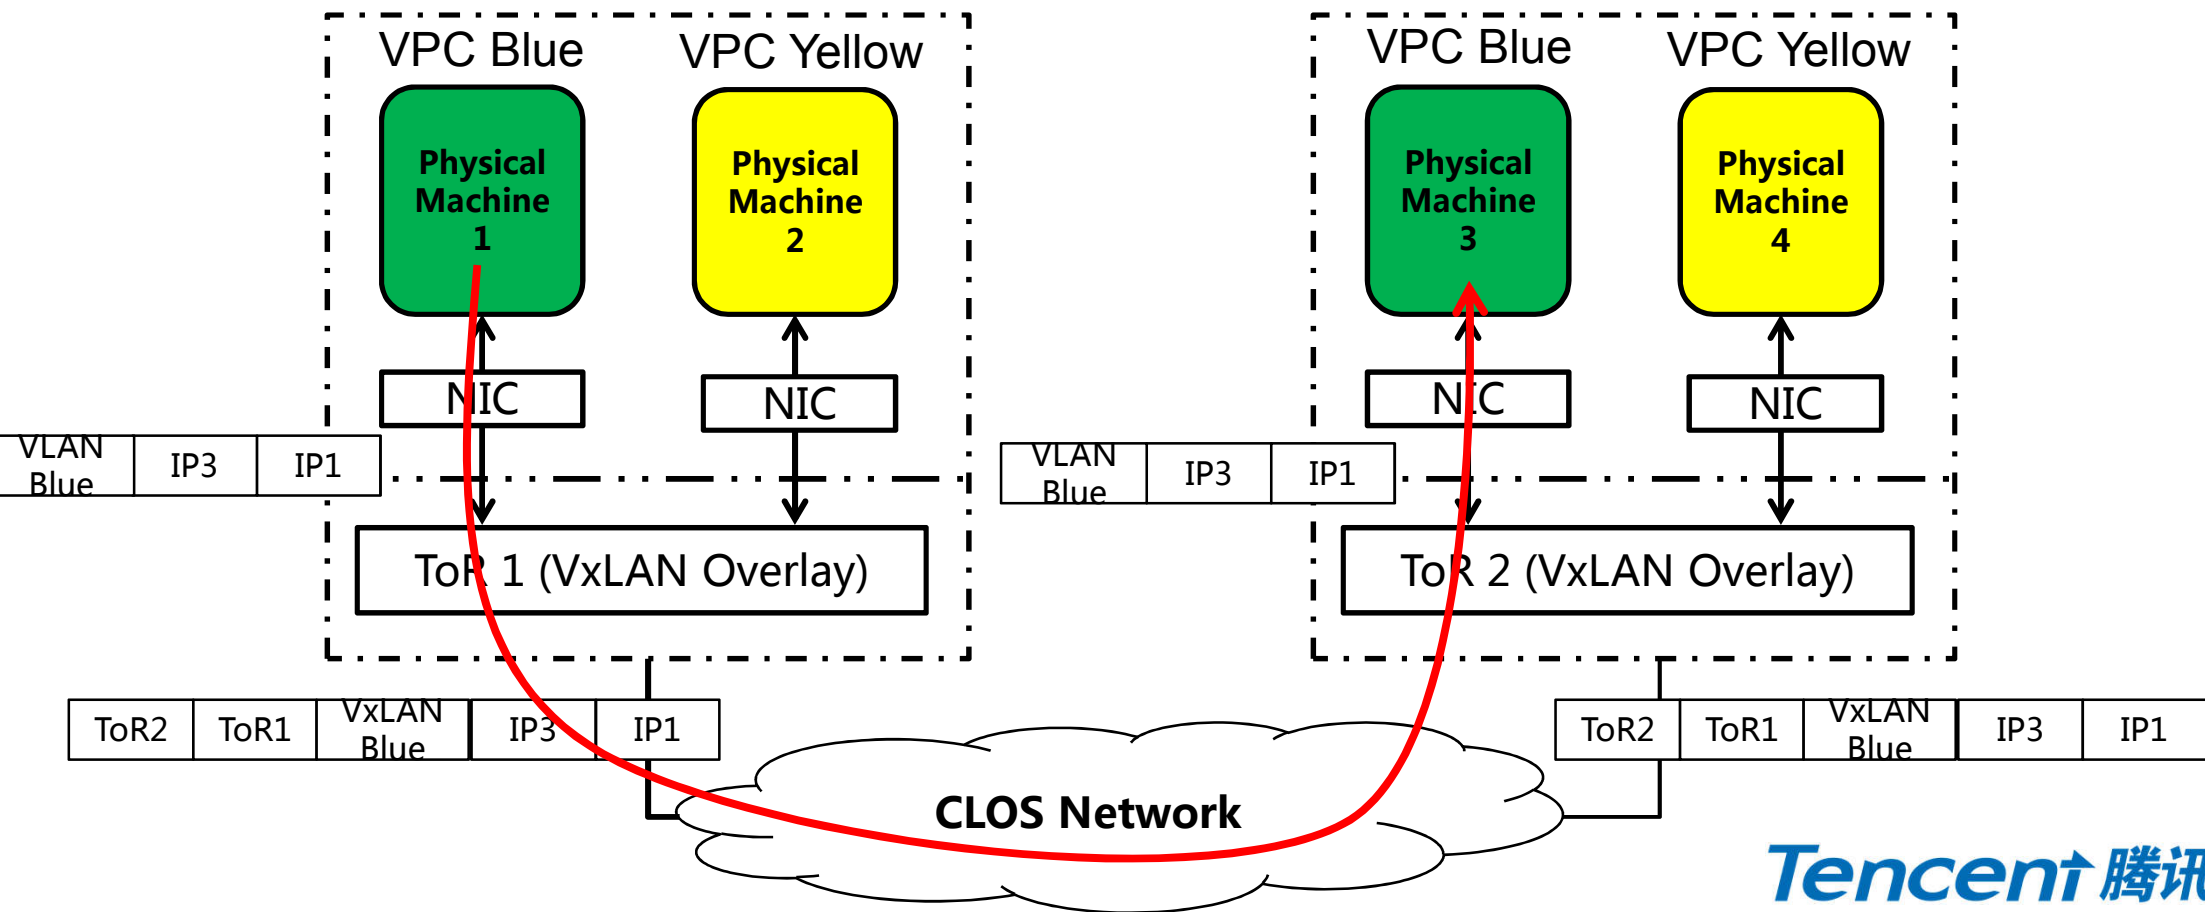 VPC Blue
VPC Yellow
Physical
Machine
1
Physical
Machine
2
NIC
NIC
VLAN
Blue
IP3
IP1
ToR 1 (VxLAN Overlay)
ToR2
ToR1
VxLAN
Blue
IP3
IP1
VPC Blue
VPC Yellow
Physical
Machine
3
Physical
Machine
4
NIC
NIC
VLAN
Blue
IP3
IP1
ToR 2 (VxLAN Overlay)
ToR2
ToR1
VxLAN
Blue
IP3
IP1
CLOS Network
Tencent 腾讯